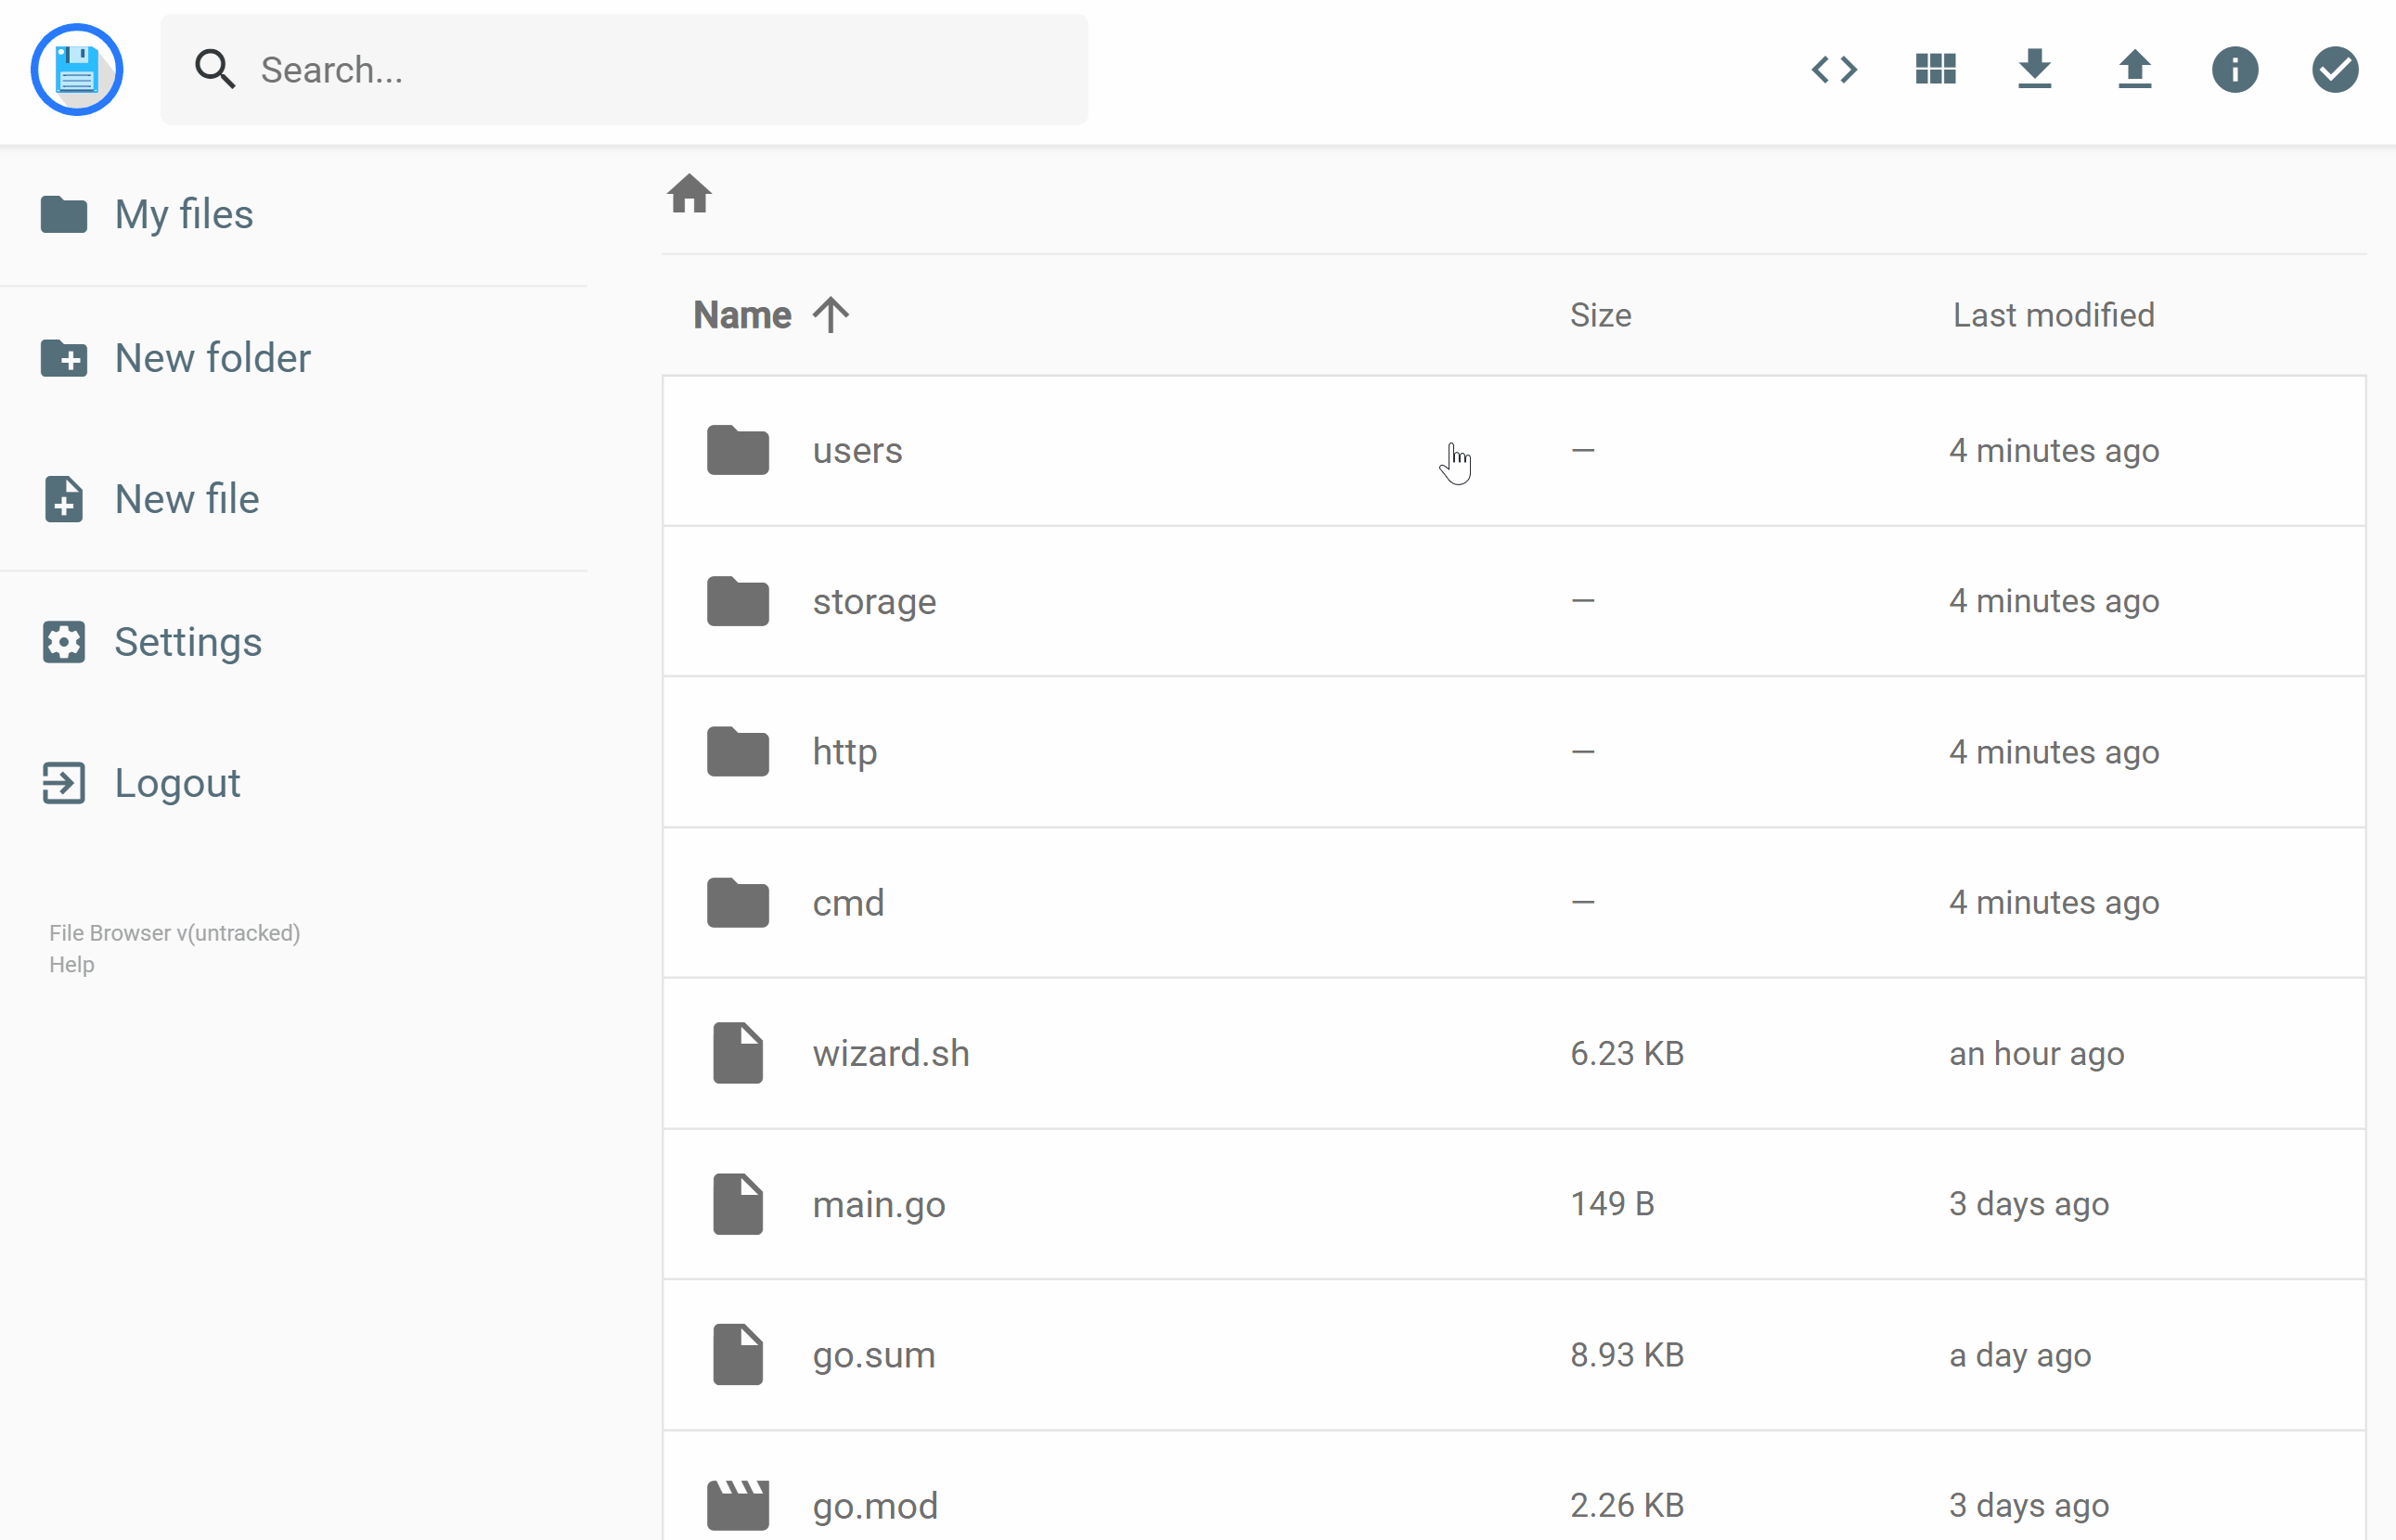 Search...
My files
New folder
New file
Settings
Logout
File Browser v(untracked)
Help
Name Size Last modified
users — 4 minutes ago
storage — 4 minutes ago
http — 4 minutes ago
cmd — 4 minutes ago
wizard.sh 6.23 KB an hour ago
main.go 149 B 3 days ago
go.sum 8.93 KB a day ago
go.mod 2.26 KB 3 days ago